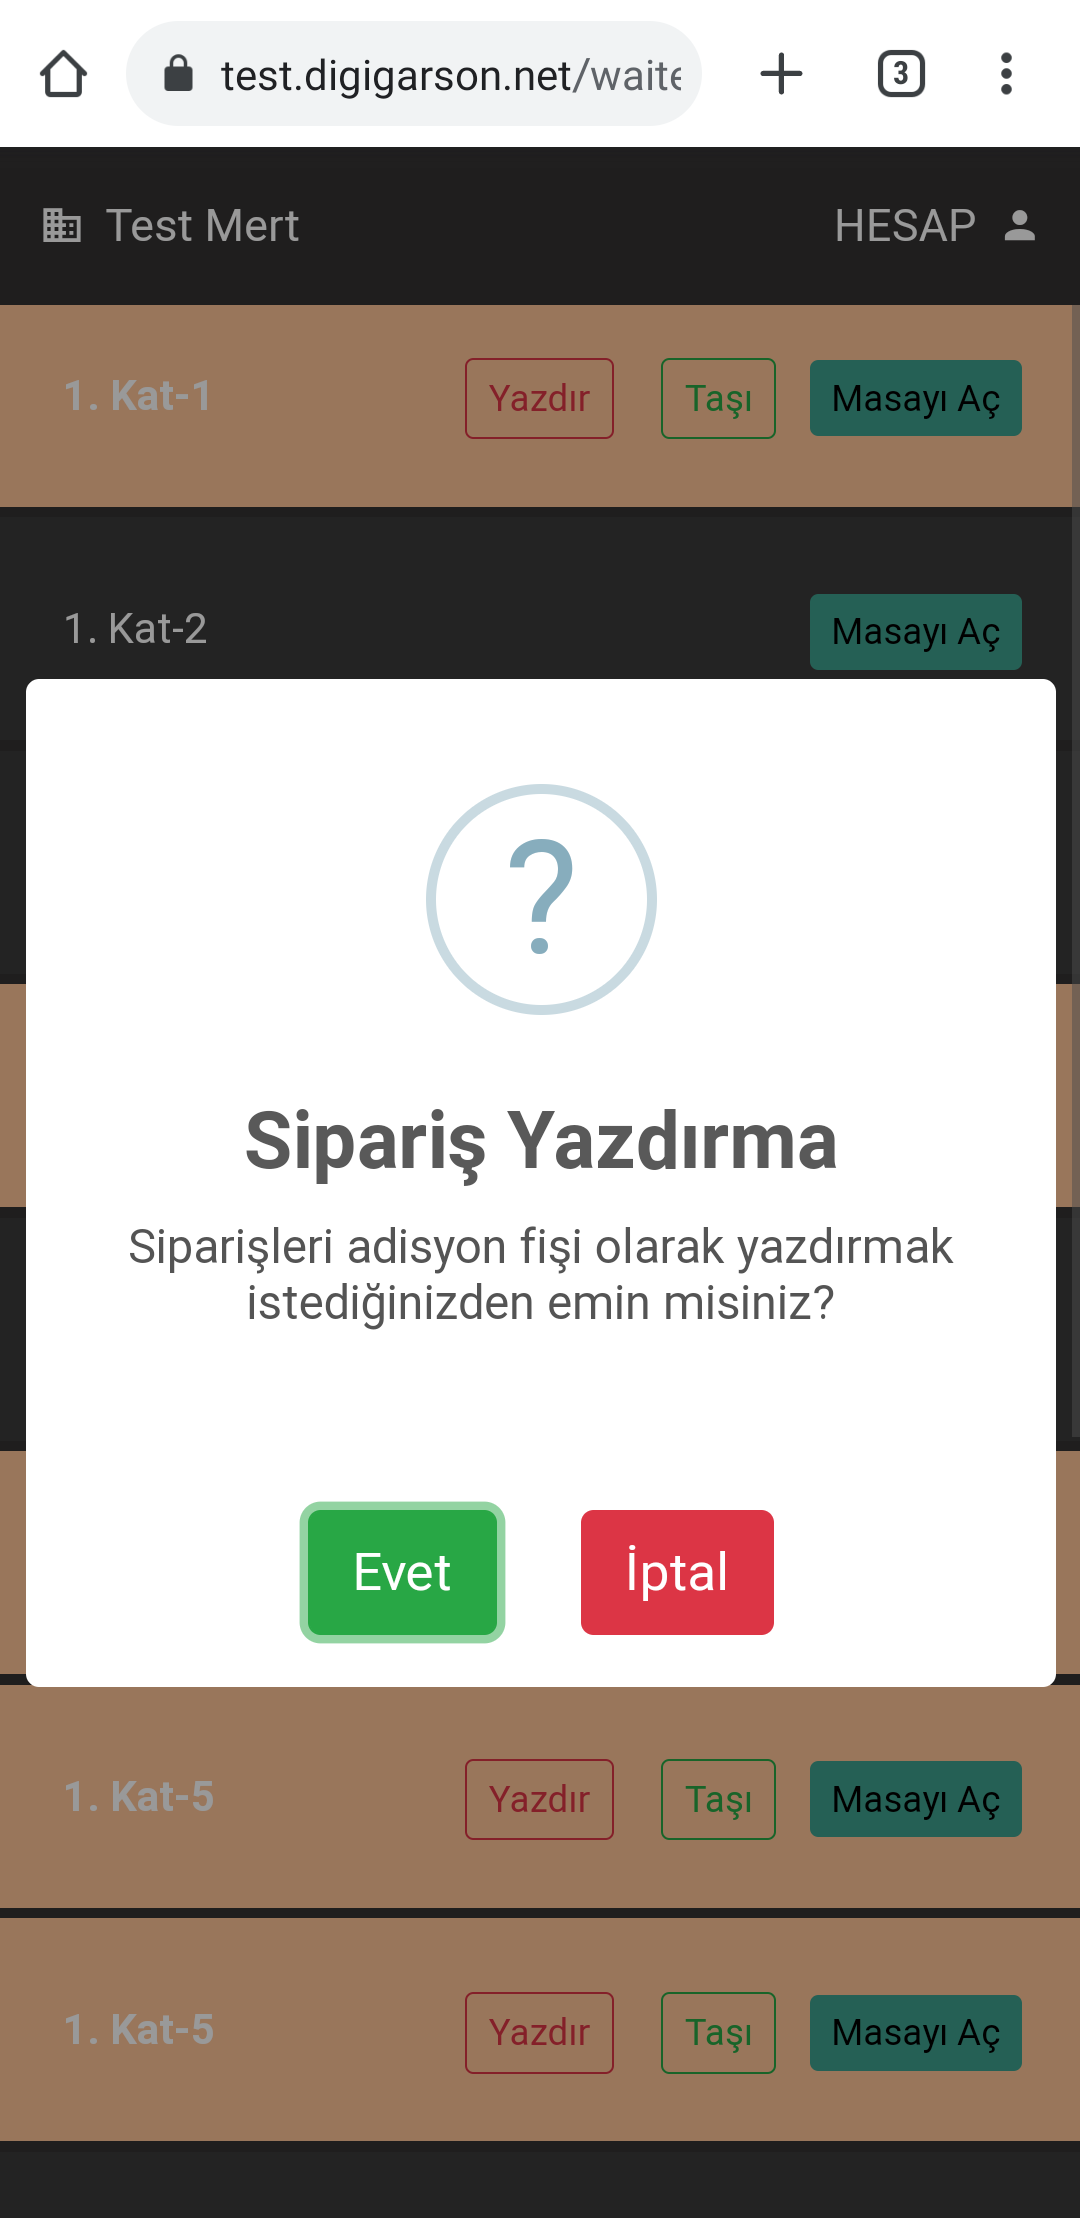 test.digigarson.net/waite
3
Test Mert
HESAP
1. Kat-1
Yazdır
Taşı
Masayı Aç
1. Kat-2
Masayı Aç
?
Sipariş Yazdırma
Siparişleri adisyon fişi olarak yazdırmak
istediğinizden emin misiniz?
Evet
İptal
1. Kat-5
Yazdır
Taşı
Masayı Aç
1. Kat-5
Yazdır
Taşı
Masayı Aç